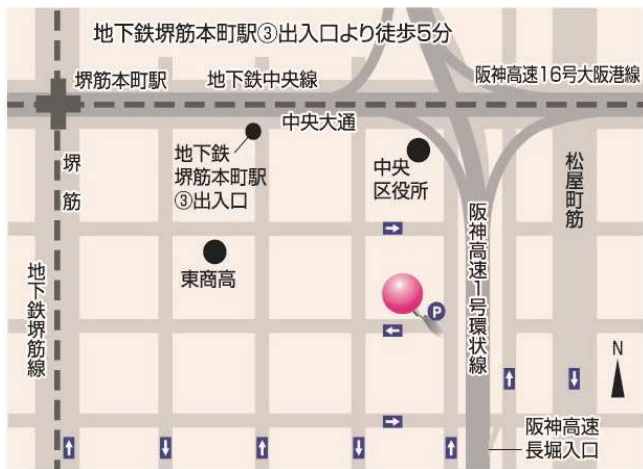 地下鉄堺筋本町駅③出入口より徒歩5分
堺筋本町駅
地下鉄中央線
阪神高速16号大阪港線
中央大通
地下鉄
堺筋本町駅
③出入口
中央
区役所
堺筋
松屋町筋
東商高
地下鉄堺筋線
阪神高速1号環状線
P
N
阪神高速
長堀入口